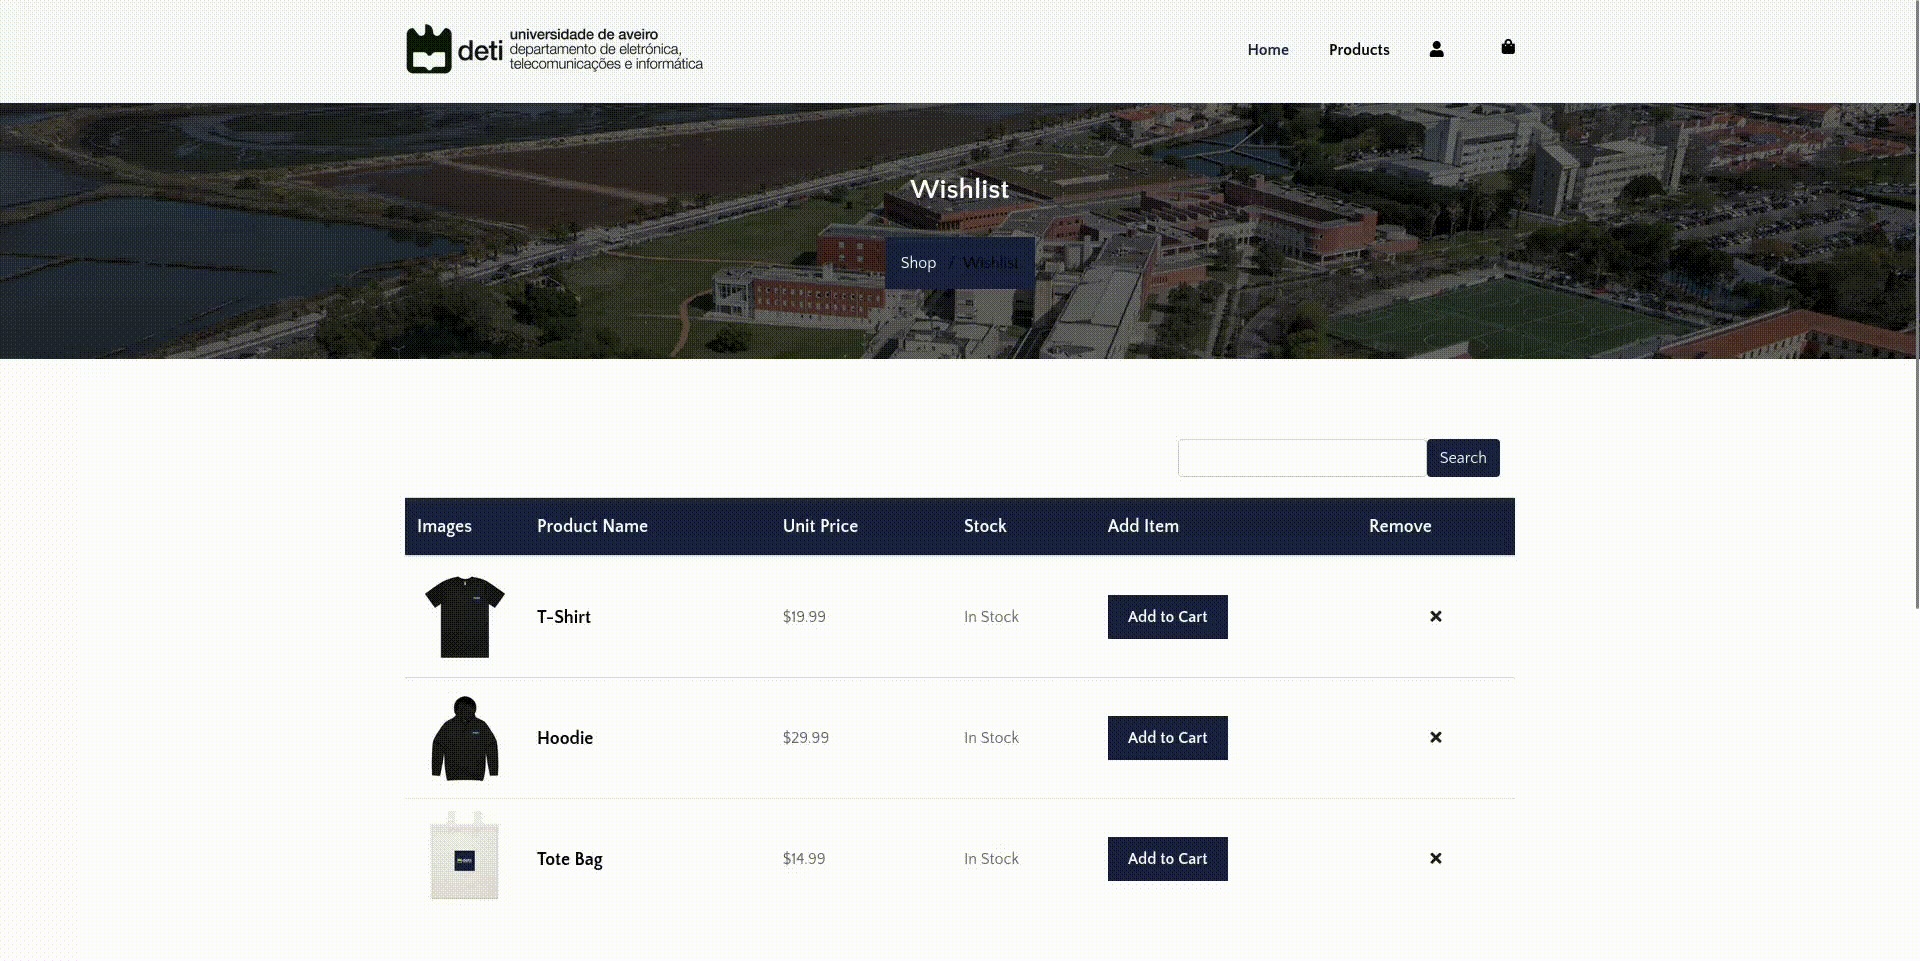 deti
universidade de aveiro
departamento de eletrónica,
telecomunicações e informática
Home Products
Wishlist
Shop / Wishlist
Search
Images Product Name Unit Price Stock Add Item Remove
T-Shirt $19.99 In Stock Add to Cart
Hoodie $29.99 In Stock Add to Cart
Tote Bag $14.99 In Stock Add to Cart